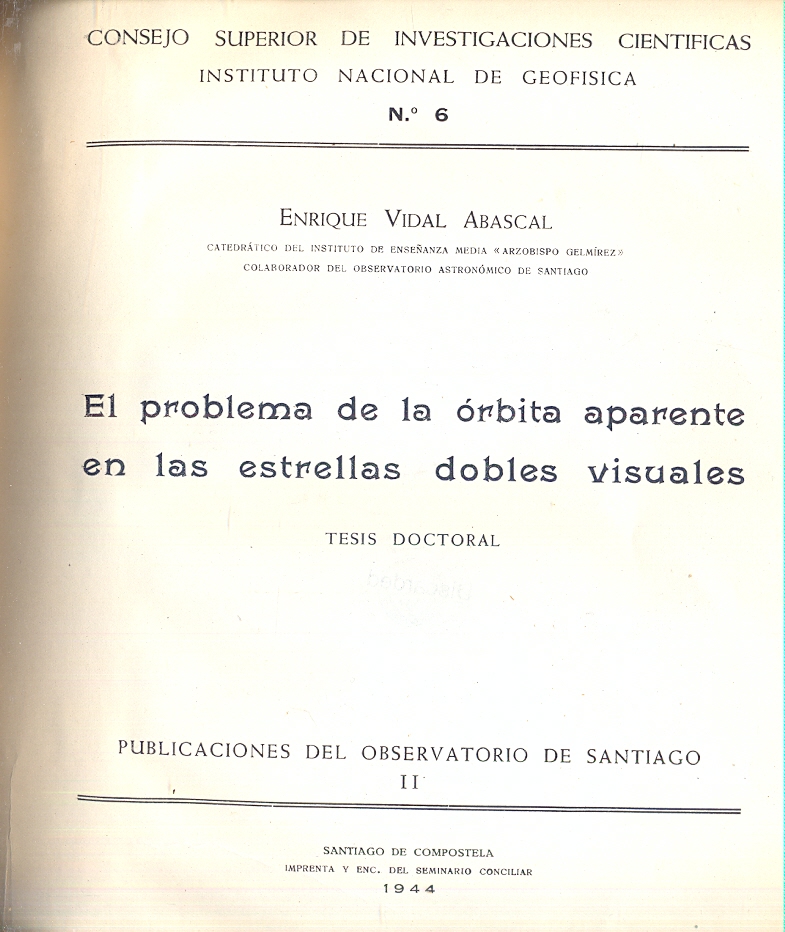 CONSEJO SUPERIOR DE INVESTIGACIONES CIENTIFICAS
INSTITUTO NACIONAL DE GEOFISICA
N.º 6
ENRIQUE VIDAL ABASCAL
CATEDRÁTICO DEL INSTITUTO DE ENSEÑANZA MEDIA «ARZOBISPO GELMÍREZ»
COLABORADOR DEL OBSERVATORIO ASTRONÓMICO DE SANTIAGO
El problema de la órbita aparente
en las estrellas dobles visuales
TESIS DOCTORAL
PUBLICACIONES DEL OBSERVATORIO DE SANTIAGO
II
SANTIAGO DE COMPOSTELA
IMPRENTA Y ENC. DEL SEMINARIO CONCILIAR
1944